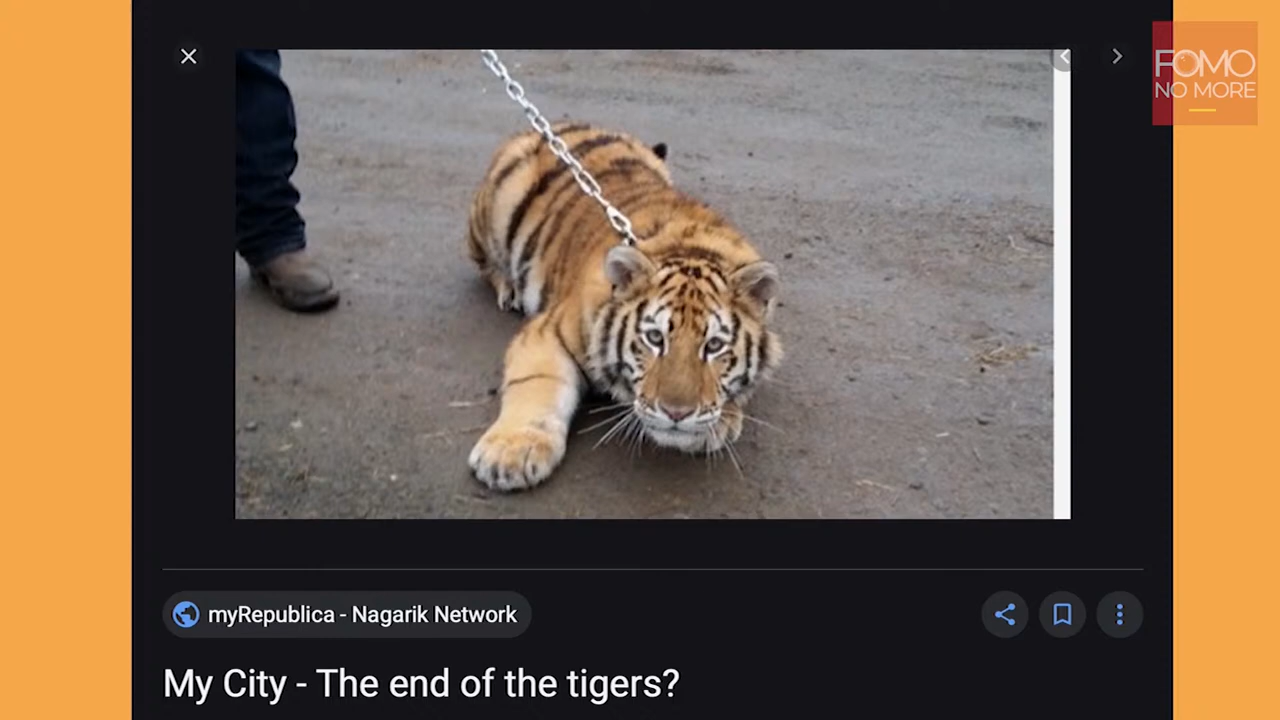 FOMO
NO MORE
myRepublica - Nagarik Network
My City - The end of the tigers?